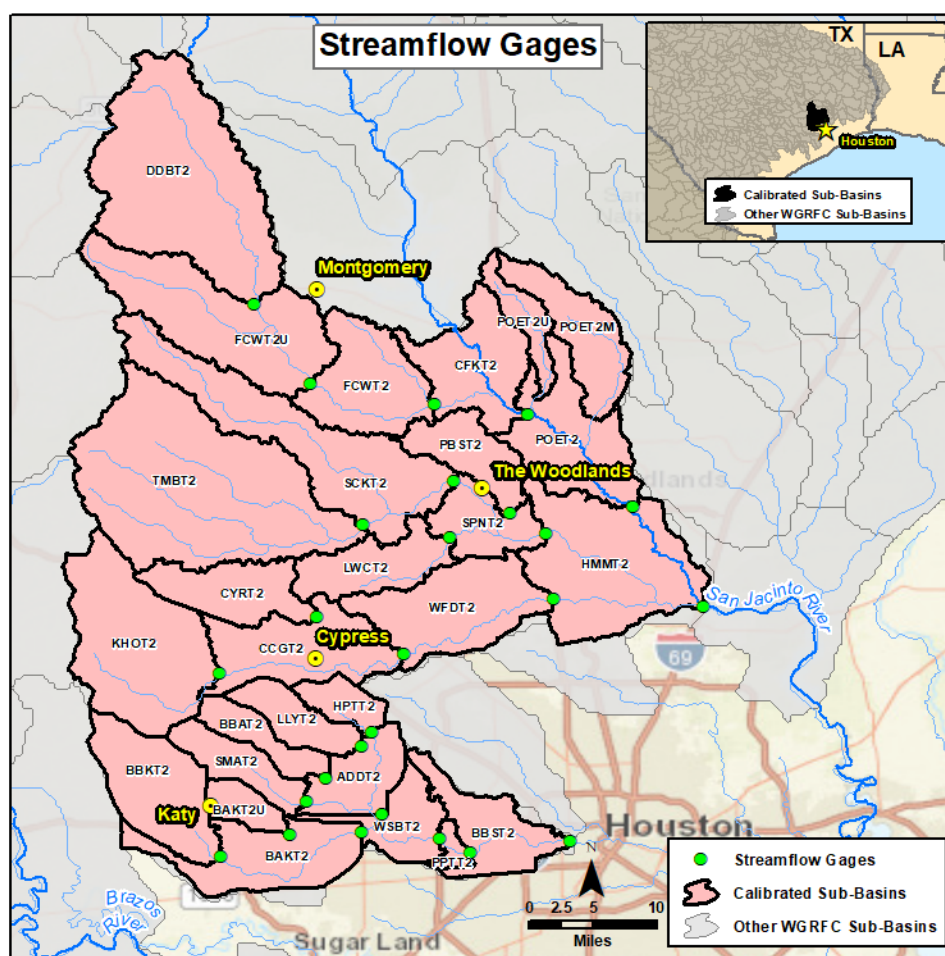 Streamflow Gages
TX
LA
Houston
Calibrated Sub-Basins
Other WGRFC Sub-Basins
DDBT2
Montgomery
FCWT2U
POET2U
POET2M
FCWT2
CFKT2
PBST2
POET2
The Woodlands
TMBT2
SCKT2
SPNT2
HMMT2
LWCT2
CYRT2
WFDT2
San Jacinto River
KHOT2
CCGT2
Cypress
69
HPTT2
LLYT2
BBAT2
SMAT2
BBKT2
ADDT2
Katy
BAKT2U
WSBT2
BBST2
Houston
BAKT2
PPTT2
N
Brazos
River
0 2.5 5 10
Miles
Sugar Land
Streamflow Gages
Calibrated Sub-Basins
Other WGRFC Sub-Basins